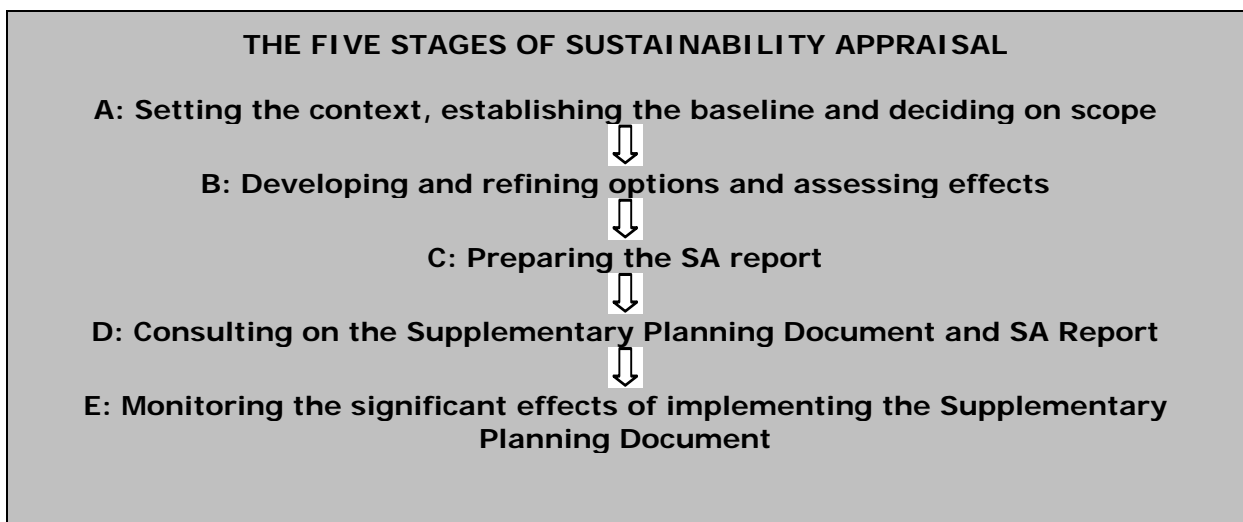 THE FIVE STAGES OF SUSTAINABILITY APPRAISAL
A: Setting the context, establishing the baseline and deciding on scope
B: Developing and refining options and assessing effects
C: Preparing the SA report
D: Consulting on the Supplementary Planning Document and SA Report
E: Monitoring the significant effects of implementing the Supplementary
Planning Document